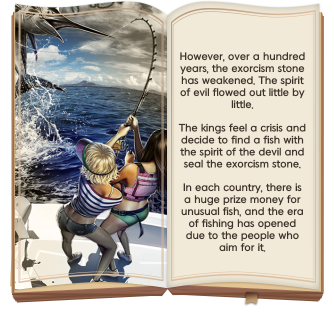 However, over a hundred
years, the exorcism stone
has weakened. The spirit
of evil flowed out little by
little.
The kings feel a crisis and
decide to find a fish with
the spirit of the devil and
seal the exorcism stone.
In each country, there is
a huge prize money for
unusual fish, and the era
of fishing has opened
due to the people who
aim for it.